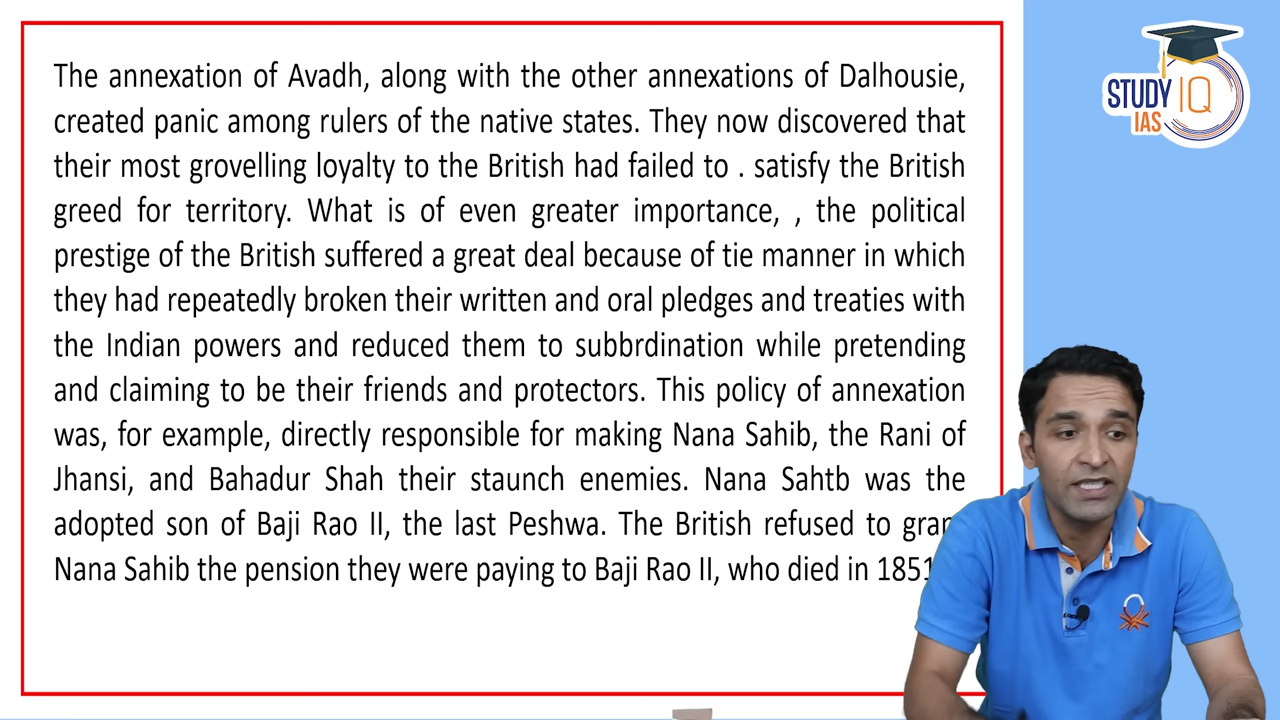 The annexation of Avadh, along with the other annexations of Dalhousie,
created panic among rulers of the native states. They now discovered that
their most grovelling loyalty to the British had failed to . satisfy the British
greed for territory. What is of even greater importance, , the political
prestige of the British suffered a great deal because of tie manner in which
they had repeatedly broken their written and oral pledges and treaties with
the Indian powers and reduced them to subbrdination while pretending
and claiming to be their friends and protectors. This policy of annexation
was, for example, directly responsible for making Nana Sahib, the Rani of
Jhansi, and Bahadur Shah their staunch enemies. Nana Sahtb was the
adopted son of Baji Rao II, the last Peshwa. The British refused to gran
Nana Sahib the pension they were paying to Baji Rao II, who died in 1851
STUDY IQ
IAS